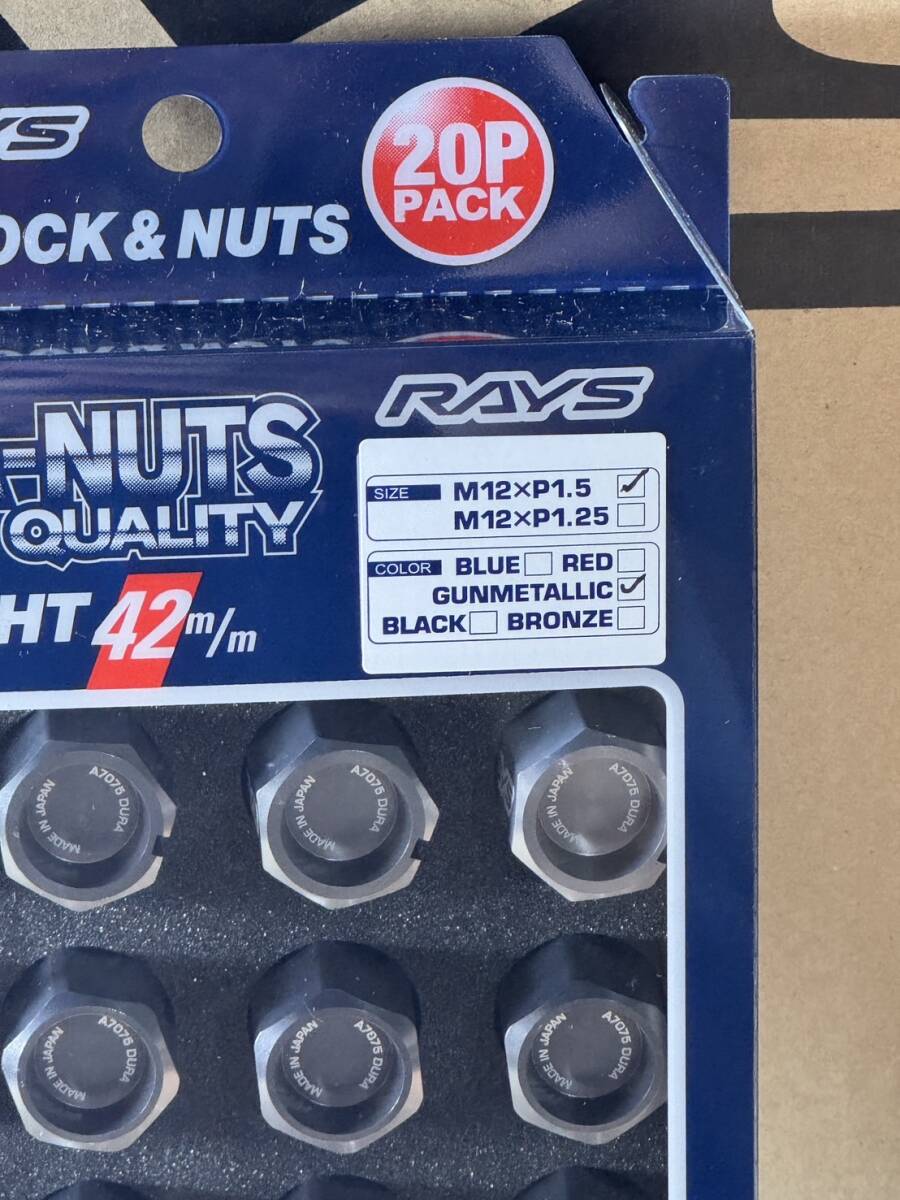 YS
20P
PACK
OCK & NUTS
RAYS
-NUTS
QUALITY
HT 42m/m
SIZE M12×P1.5
M12×P1.25
COLOR BLUE RED
GUNMETALLIC
BLACK BRONZE
A7075 DURA
MADE IN JAPAN
A7075 DURA
MADE IN JAPAN
A7075 DURA
MADE IN JAPAN
A7075 DURA
MADE IN JAPAN
A7075 DURA
MADE IN JAPAN
A7075 DURA
MADE IN JAPAN